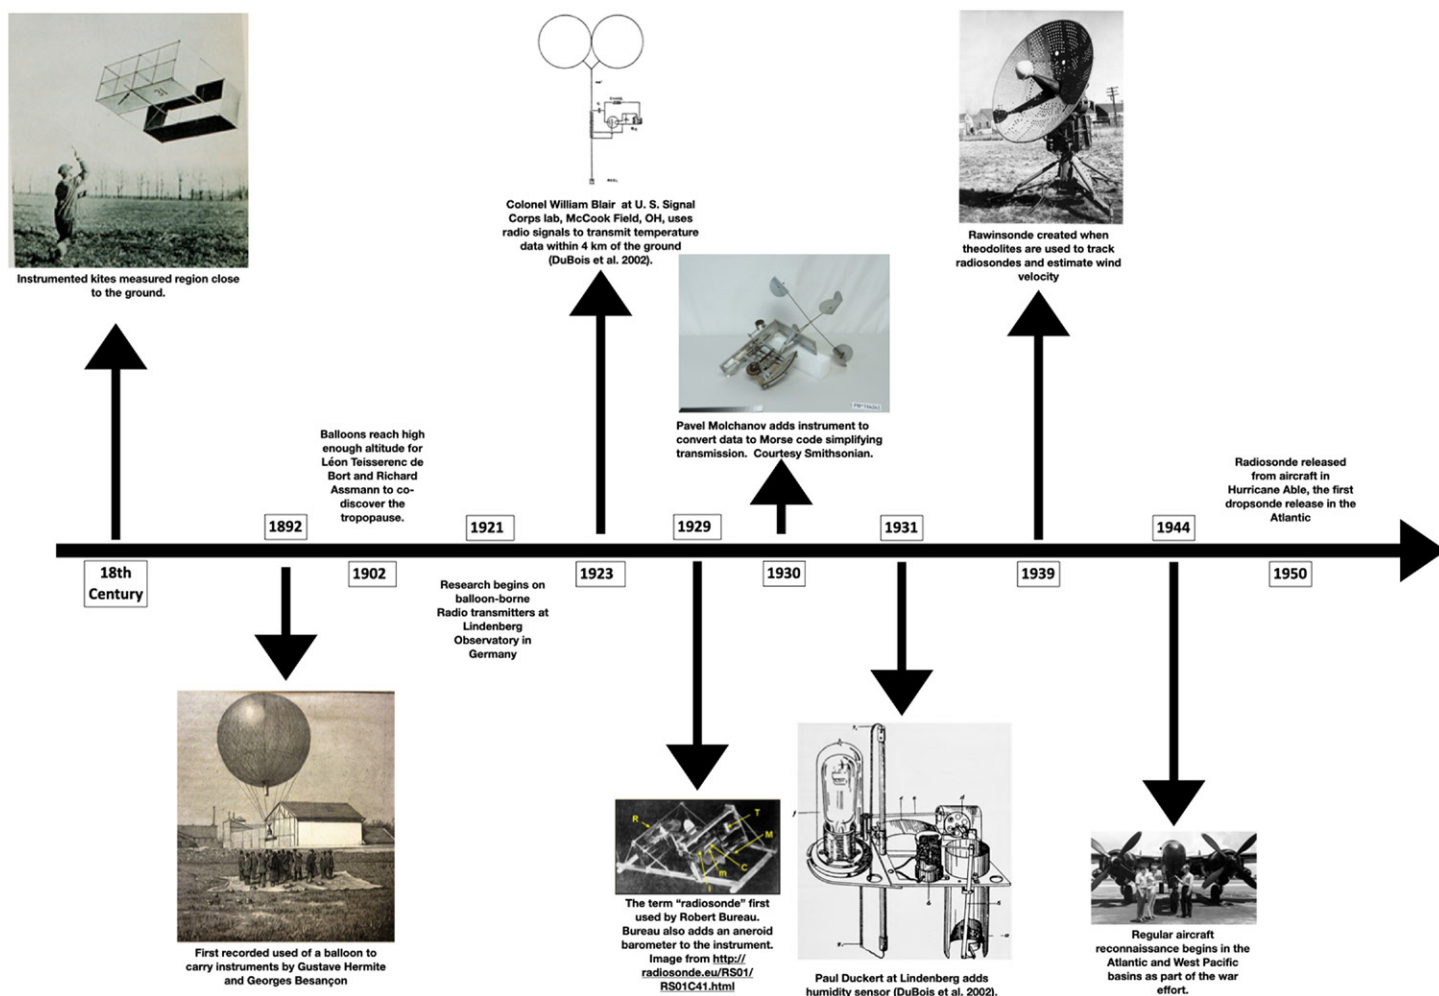 Instrumented kites measured region close
to the ground.
Colonel William Blair at U. S. Signal
Corps lab, McCook Field, OH, uses
radio signals to transmit temperature
data within 4 km of the ground
(DuBois et al. 2002).
Rawinsonde created when
theodolites are used to track
radiosondes and estimate wind
velocity
Pavel Molchanov adds instrument to
convert data to Morse code simplifying
transmission. Courtesy Smithsonian.
Balloons reach high
enough altitude for
Léon Teisserenc de
Bort and Richard
Assmann to co-
discover the
tropopause.
Radiosonde released
from aircraft in
Hurricane Able, the first
dropsonde release in the
Atlantic
1892
1921
1929
1931
1944
18th
Century
1902
1923
1930
1939
1950
Research begins on
balloon-borne
Radio transmitters at
Lindenberg
Observatory in
Germany
R
T
M
C
m
I
First recorded used of a balloon to
carry instruments by Gustave Hermite
and Georges Besançon
The term “radiosonde” first
used by Robert Bureau.
Bureau also adds an aneroid
barometer to the instrument.
Image from http://
radiosonde.eu/RS01/
RS01C41.html
Paul Duckert at Lindenberg adds
humidity sensor (DuBois et al. 2002).
Regular aircraft
reconnaissance begins in the
Atlantic and West Pacific
basins as part of the war
effort.